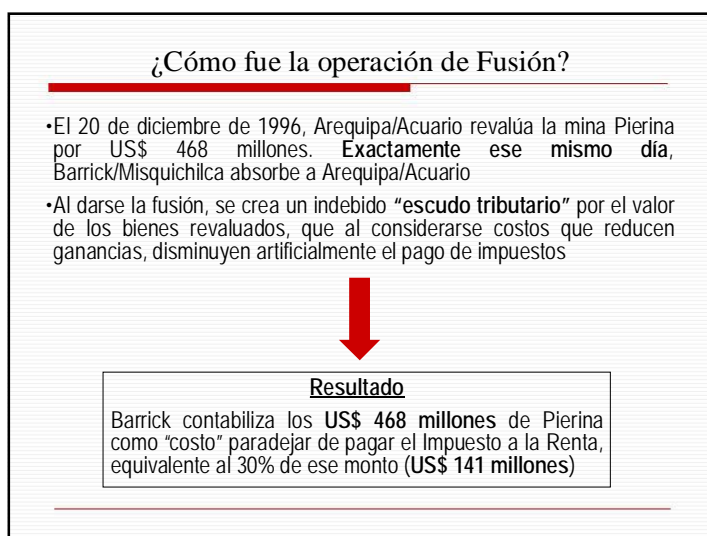 ¿Cómo fue la operación de Fusión?
•El 20 de diciembre de 1996, Arequipa/Acuario revalúa la mina Pierina
por US$ 468 millones. Exactamente ese mismo día,
Barrick/Misquichilca absorbe a Arequipa/Acuario
•Al darse la fusión, se crea un indebido “escudo tributario” por el valor
de los bienes revaluados, que al considerarse costos que reducen
ganancias, disminuyen artificialmente el pago de impuestos
Resultado
Barrick contabiliza los US$ 468 millones de Pierina
como “costo” paradejar de pagar el Impuesto a la Renta,
equivalente al 30% de ese monto (US$ 141 millones)